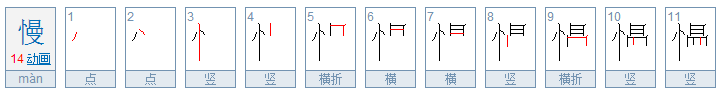 慢 1 2 3 4 5 6 7 8 9 10 11
14 动画
màn 点 点 竖 竖 横折 横 横 竖 横折 竖 竖